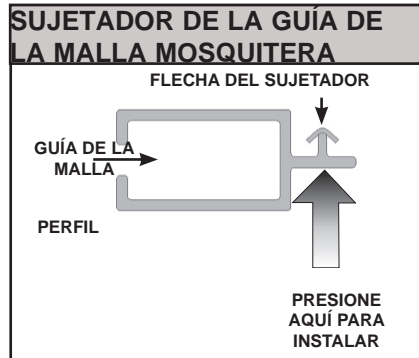 SUJETADOR DE LA GUÍA DE
LA MALLA MOSQUITERA
FLECHA DEL SUJETADOR
GUÍA DE LA
MALLA
PERFIL
PRESIONE
AQUÍ PARA
INSTALAR